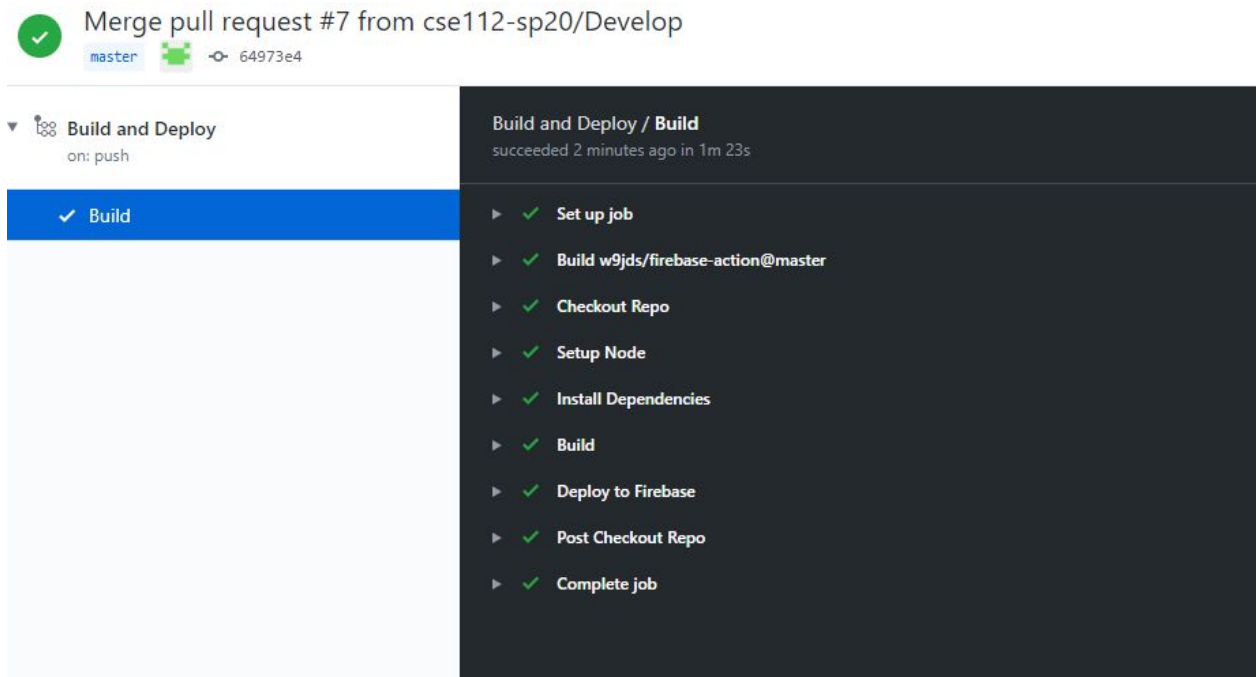 Merge pull request #7 from cse112-sp20/Develop
master 64973e4
Build and Deploy
on: push
Build
Build and Deploy / Build
succeeded 2 minutes ago in 1m 23s
Set up job
Build w9jds/firebase-action@master
Checkout Repo
Setup Node
Install Dependencies
Build
Deploy to Firebase
Post Checkout Repo
Complete job